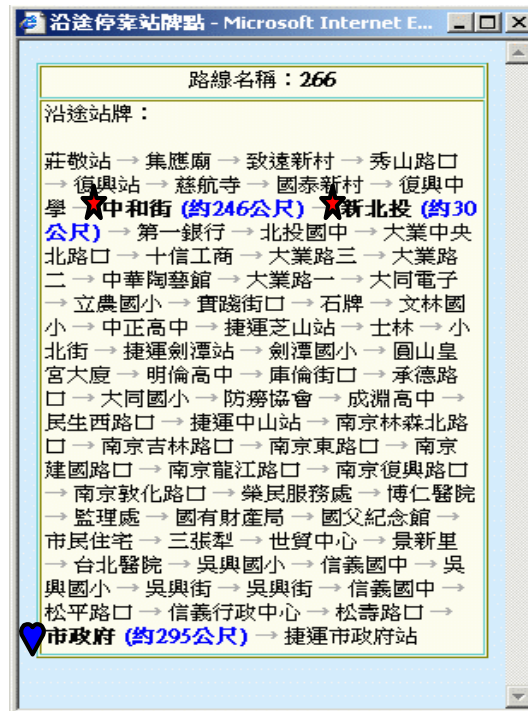 沿途停靠站牌點 - Microsoft Internet E...
路線名稱：266
沿途站牌：
莊敬站 → 集應廟 → 致遠新村 → 秀山路口
→ 復興站 → 慈航寺 → 國泰新村 → 復興中
學 → 中和街 (約246公尺) → 新北投 (約30
公尺) → 第一銀行 → 北投國中 → 大業中央
北路口 → 十信工商 → 大業路三 → 大業路
二 → 中華陶藝館 → 大業路一 → 大同電子
→ 立農國小 → 實踐街口 → 石牌 → 文林國
小 → 中正高中 → 捷運芝山站 → 士林 → 小
北街 → 捷運劍潭站 → 劍潭國小 → 圓山皇
宮大廈 → 明倫高中 → 庫倫街口 → 承德路
口 → 大同國小 → 防癆協會 → 成淵高中 →
民生西路口 → 捷運中山站 → 南京林森北路
口 → 南京吉林路口 → 南京東路口 → 南京
建國路口 → 南京龍江路口 → 南京復興路口
→ 南京敦化路口 → 榮民服務處 → 博仁醫院
→ 監理處 → 國有財產局 → 國父紀念館 →
市民住宅 → 三張犁 → 世貿中心 → 景新里
→ 台北醫院 → 吳興國小 → 信義國中 → 吳
興國小 → 吳興街 → 吳興街 → 信義國中 →
松平路口 → 信義行政中心 → 松壽路口 →
市政府 (約295公尺) → 捷運市政府站